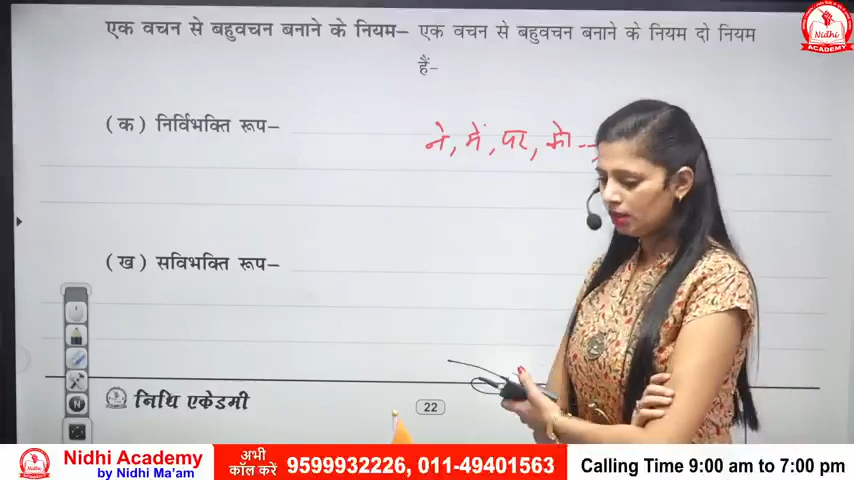 एक वचन से बहुवचन बनाने के नियम– एक वचन से बहुवचन बनाने के नियम दो नियम
हैं–
Nidhi
ACADEMY
(क) निर्विभक्ति रूप–
ने, में, पर, को --,
(ख) सविभक्ति रूप–
निधि एकेडमी
22
Nidhi Academy
by Nidhi Ma'am
अभी
कॉल करें
9599932226, 011-49401563
Calling Time 9:00 am to 7:00 pm